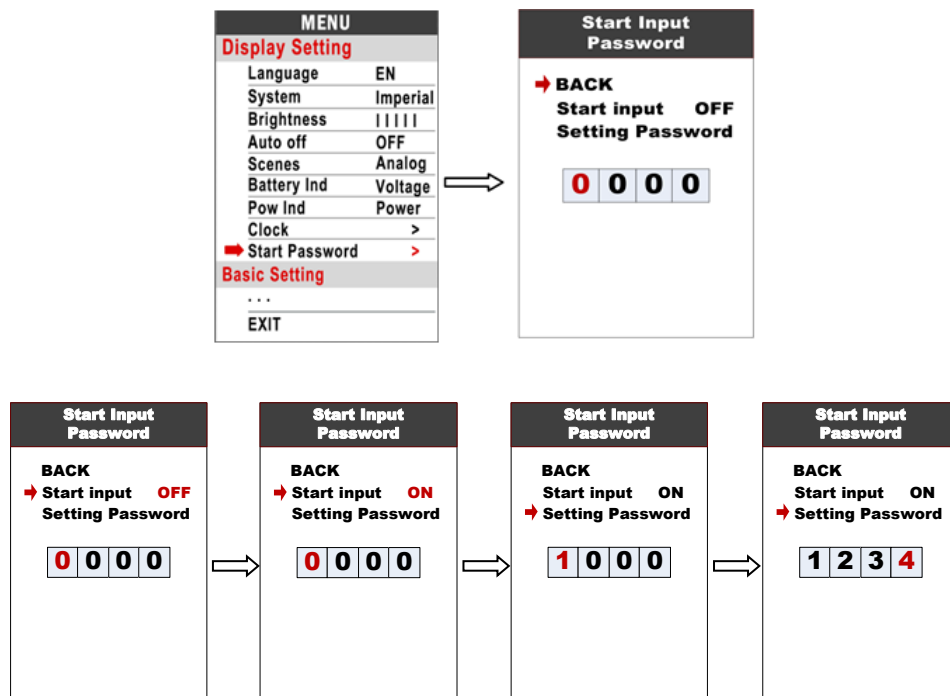 MENU
Display Setting
Language EN
System Imperial
Brightness | | | | |
Auto off OFF
Scenes Analog
Battery Ind Voltage
Pow Ind Power
Clock >
Start Password >
Basic Setting
. . .
EXIT
Start Input
Password
BACK
Start input OFF
Setting Password
0 0 0 0
Start Input
Password
BACK
Start input OFF
Setting Password
0 0 0 0
Start Input
Password
BACK
Start input ON
Setting Password
0 0 0 0
Start Input
Password
BACK
Start input ON
Setting Password
1 0 0 0
Start Input
Password
BACK
Start input ON
Setting Password
1 2 3 4